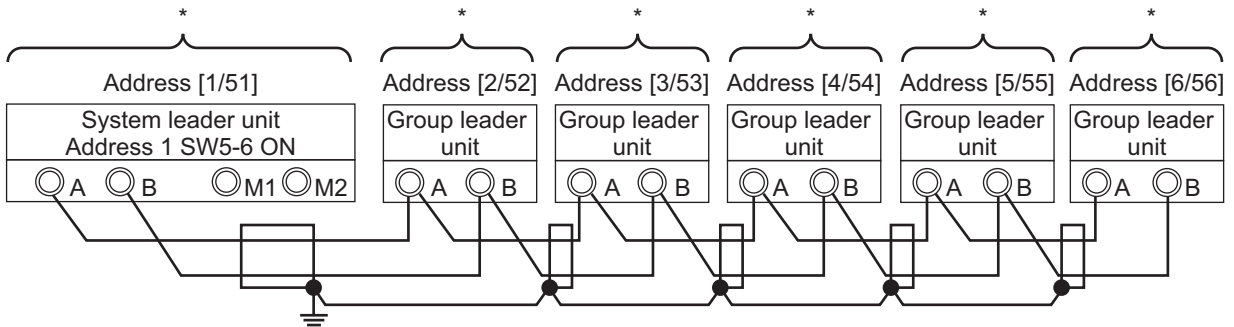 * * * * * *
Address [1/51] Address [2/52] Address [3/53] Address [4/54] Address [5/55] Address [6/56]
System leader unit Group leader Group leader Group leader Group leader Group leader
Address 1 SW5-6 ON unit unit unit unit unit
A B M1 M2 A B A B A B A B A B